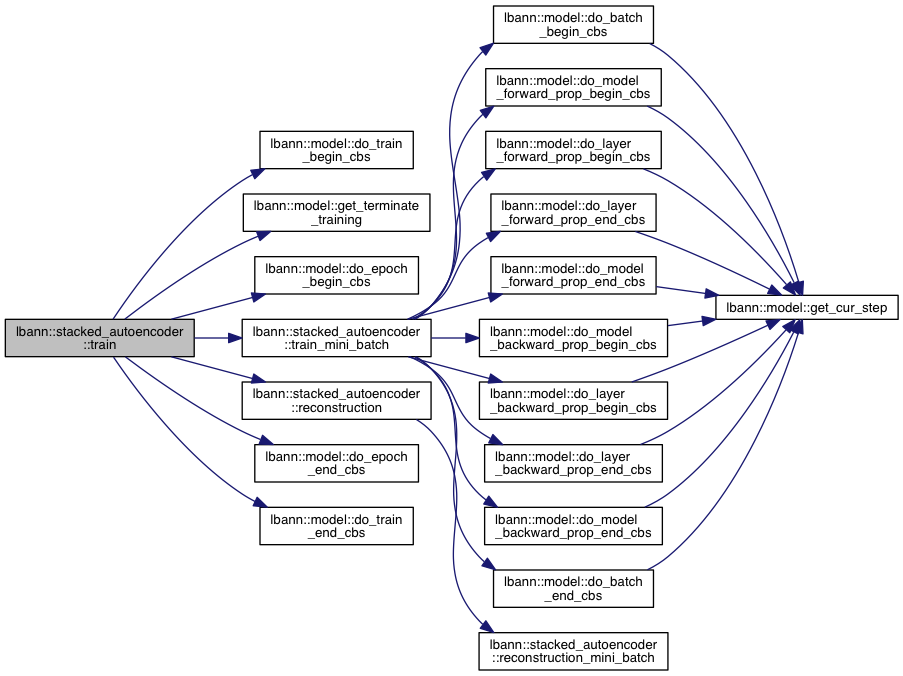 lbann::stacked_autoencoder
::train
lbann::model::do_train
_begin_cbs
lbann::model::get_terminate
_training
lbann::model::do_epoch
_begin_cbs
lbann::stacked_autoencoder
::train_mini_batch
lbann::stacked_autoencoder
::reconstruction
lbann::model::do_epoch
_end_cbs
lbann::model::do_train
_end_cbs
lbann::model::do_batch
_begin_cbs
lbann::model::do_model
_forward_prop_begin_cbs
lbann::model::do_layer
_forward_prop_begin_cbs
lbann::model::do_layer
_forward_prop_end_cbs
lbann::model::do_model
_forward_prop_end_cbs
lbann::model::do_model
_backward_prop_begin_cbs
lbann::model::do_layer
_backward_prop_begin_cbs
lbann::model::do_layer
_backward_prop_end_cbs
lbann::model::do_model
_backward_prop_end_cbs
lbann::model::do_batch
_end_cbs
lbann::stacked_autoencoder
::reconstruction_mini_batch
lbann::model::get_cur_step